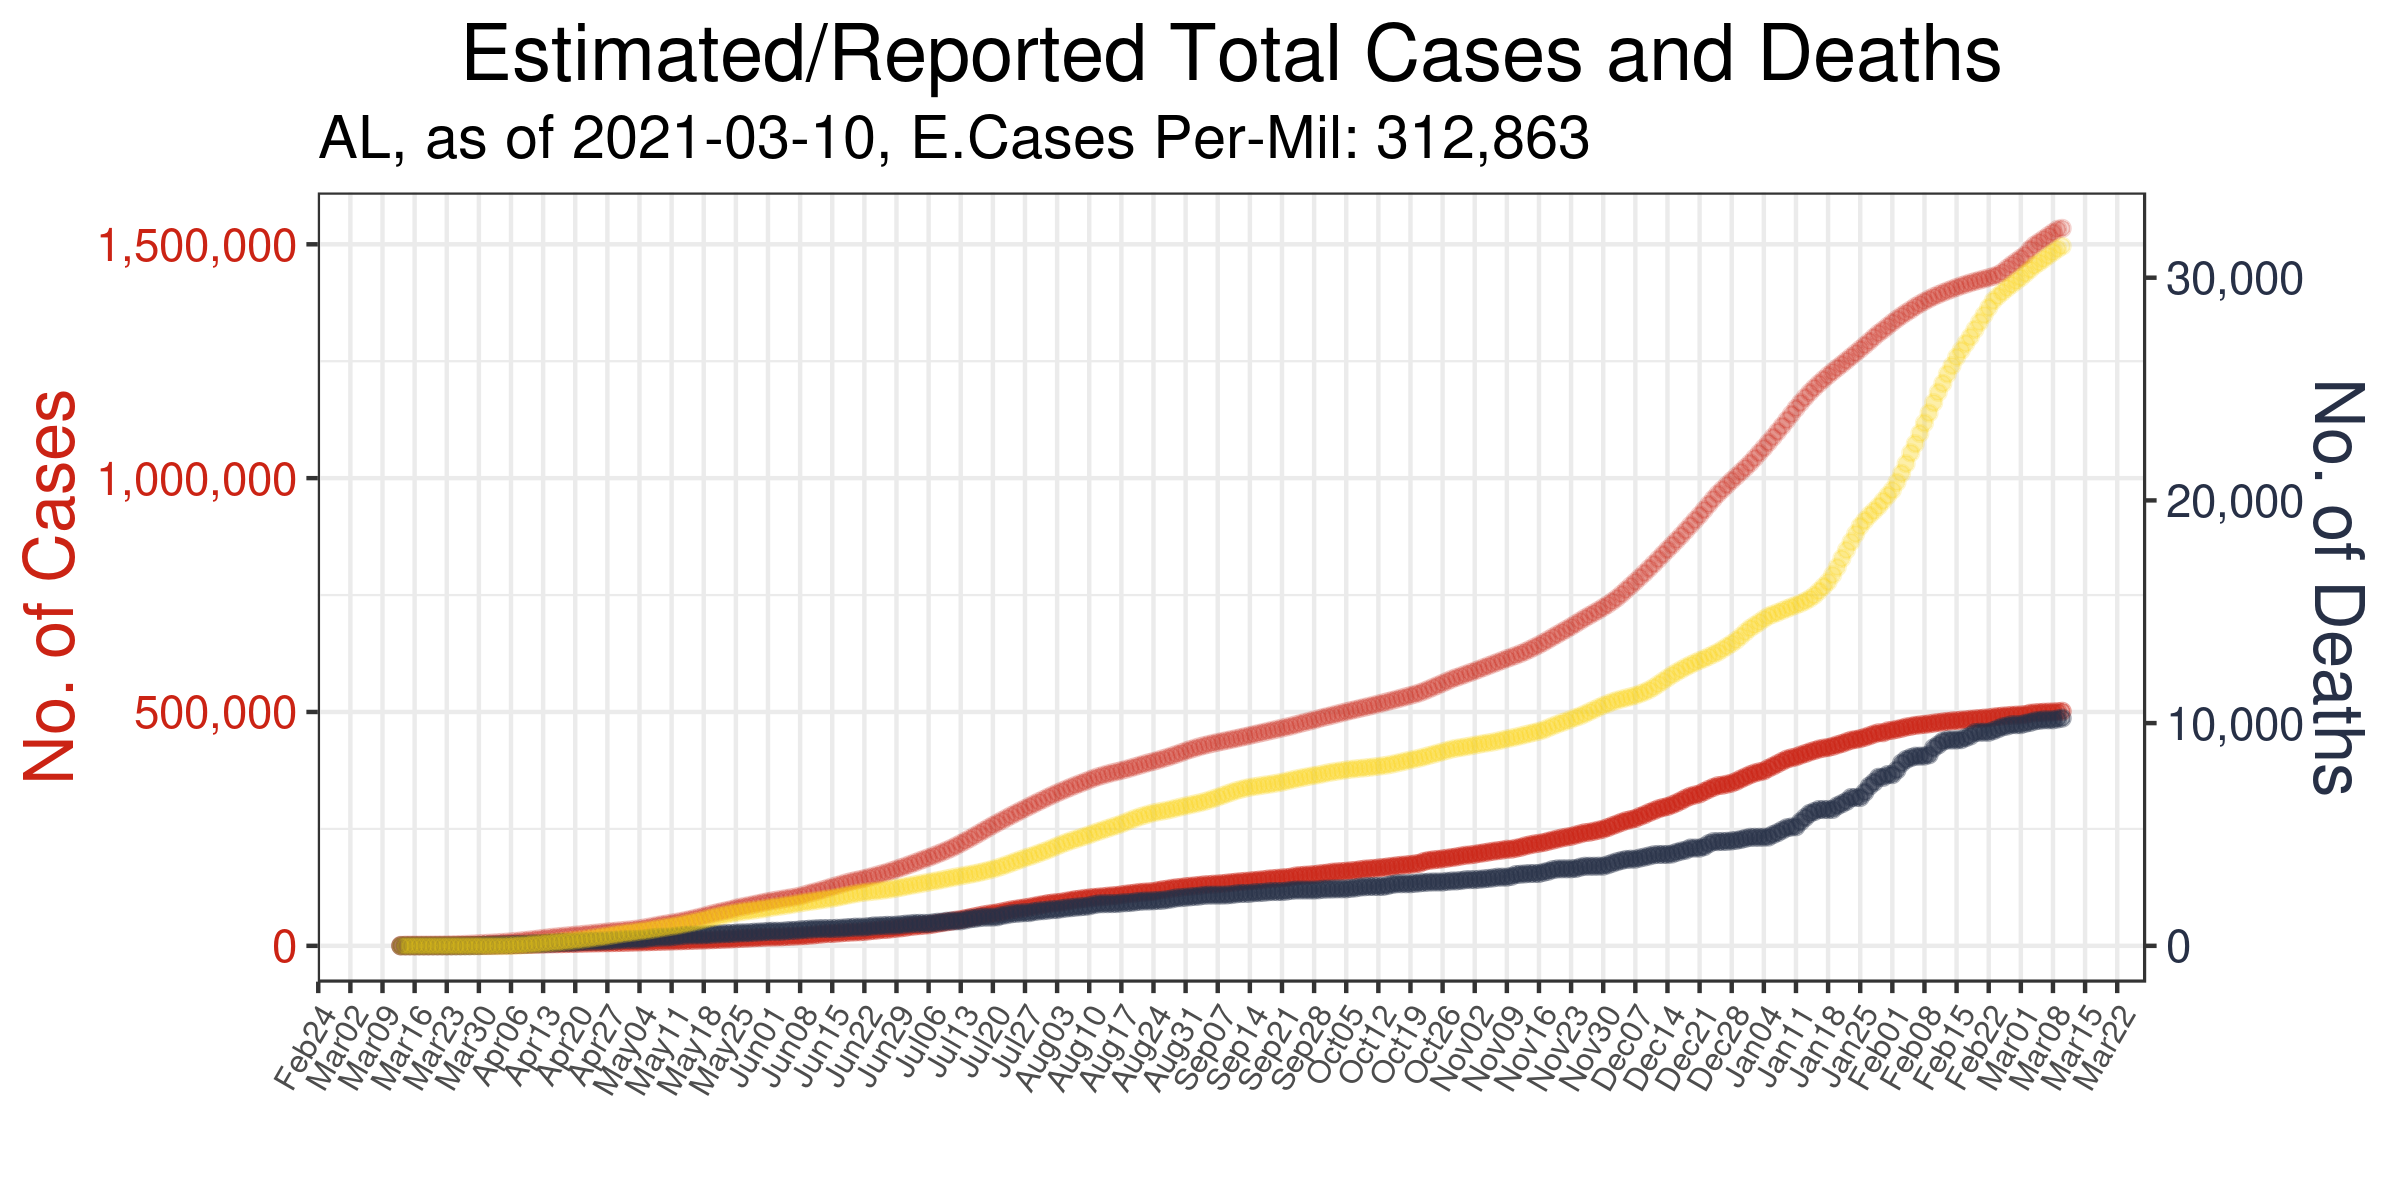 Estimated/Reported Total Cases and Deaths
AL, as of 2021-03-10, E.Cases Per-Mil: 312,863
No. of Cases
1,500,000
1,000,000
500,000
0
30,000
20,000
10,000
0
No. of Deaths
Feb24
Mar02
Mar09
Mar16
Mar23
Mar30
Apr06
Apr13
Apr20
Apr27
May04
May11
May18
May25
Jun01
Jun08
Jun15
Jun22
Jun29
Jul06
Jul13
Jul20
Jul27
Aug03
Aug10
Aug17
Aug24
Aug31
Sep07
Sep14
Sep21
Sep28
Oct05
Oct12
Oct19
Oct26
Nov02
Nov09
Nov16
Nov23
Nov30
Dec07
Dec14
Dec21
Dec28
Jan04
Jan11
Jan18
Jan25
Feb01
Feb08
Feb15
Feb22
Mar01
Mar08
Mar15
Mar22